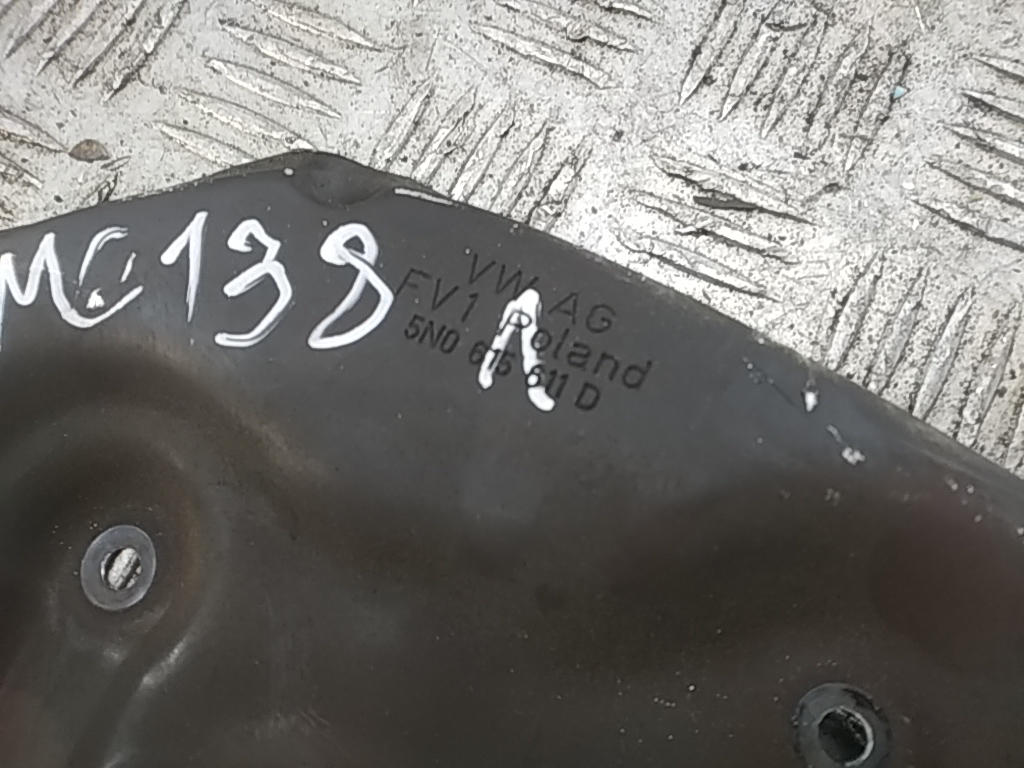 MC 138 Л
VW AG
FV1 Poland
5N0 615 611 D